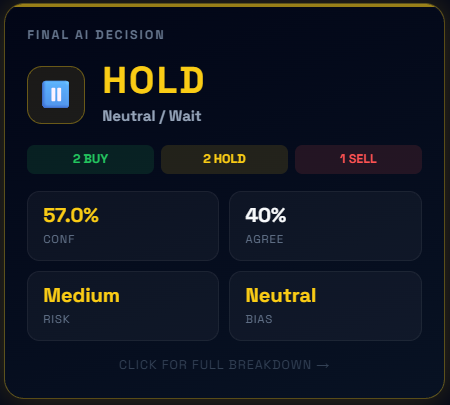 FINAL AI DECISION
HOLD
Neutral / Wait
2 BUY 2 HOLD 1 SELL
57.0% 40%
CONF AGREE
Medium Neutral
RISK BIAS
CLICK FOR FULL BREAKDOWN →